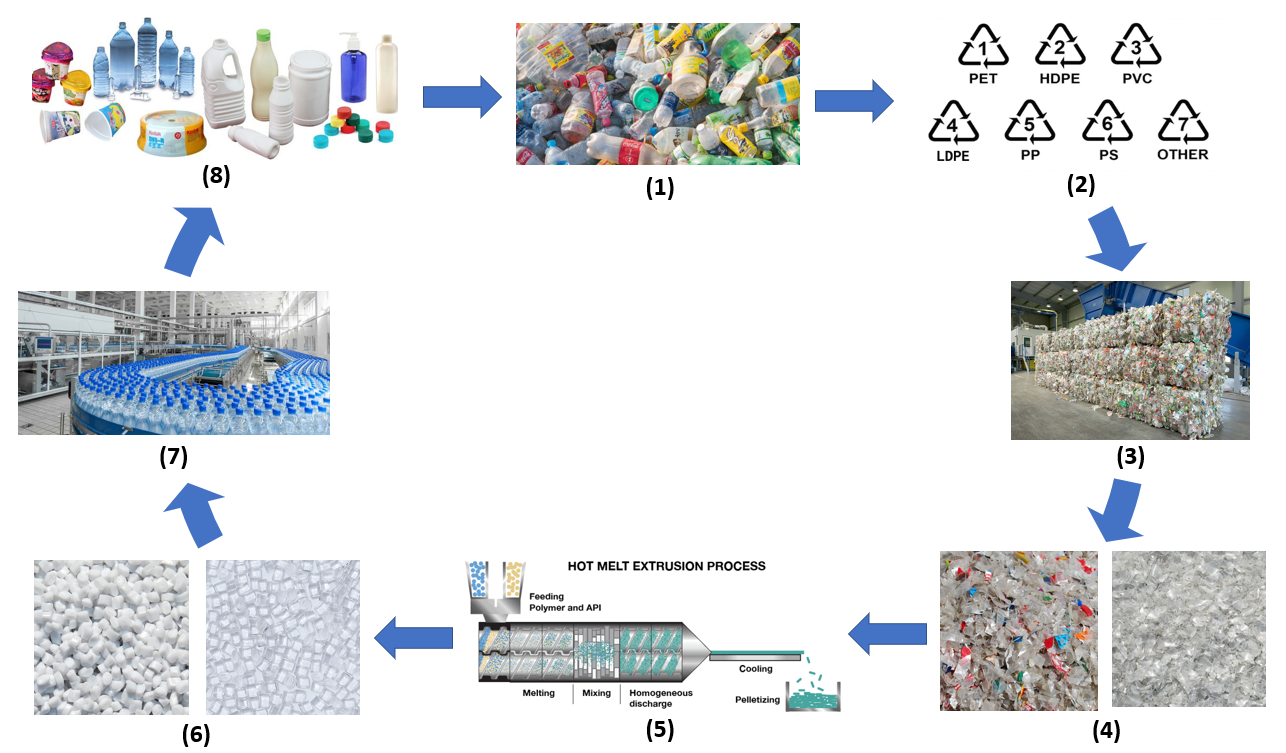 1
PET
2
HDPE
3
PVC
4
LDPE
5
PP
6
PS
7
OTHER
(8)
(1)
(2)
(7)
(3)
HOT MELT EXTRUSION PROCESS
Feeding
Polymer and API
Cooling
Melting
Mixing
Homogeneous
discharge
Pelletizing
(6)
(5)
(4)